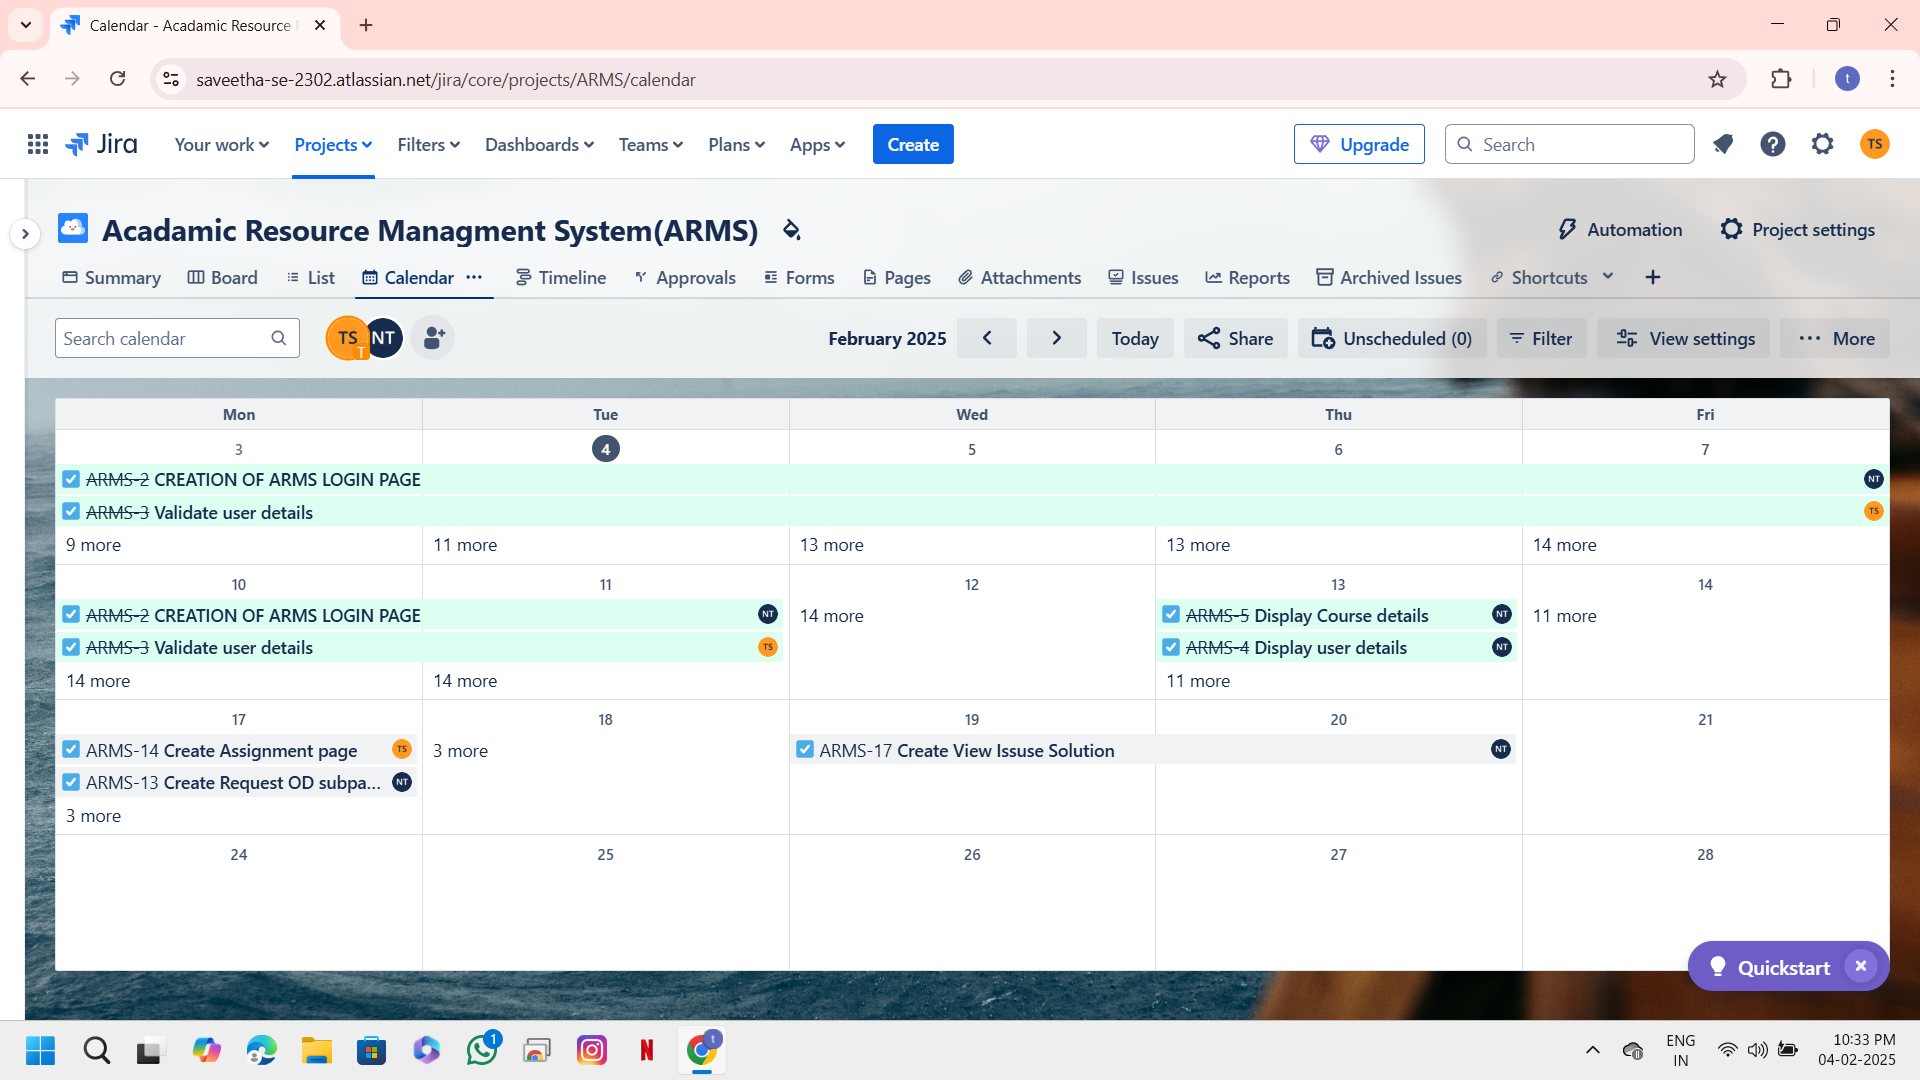 Calendar - Acadamic Resource
saveetha-se-2302.atlassian.net/jira/core/projects/ARMS/calendar
t
Jira Your work Projects Filters Dashboards Teams Plans Apps Create Upgrade Search TS
Acadamic Resource Managment System(ARMS) Automation Project settings
Summary Board List Calendar Timeline Approvals Forms Pages Attachments Issues Reports Archived Issues Shortcuts
Search calendar TS T NT February 2025 Today Share Unscheduled (0) Filter View settings More
Mon Tue Wed Thu Fri
3 4 5 6 7
ARMS-2 CREATION OF ARMS LOGIN PAGE NT
ARMS-3 Validate user details TS
9 more 11 more 13 more 13 more 14 more
10 11 12 13 14
ARMS-2 CREATION OF ARMS LOGIN PAGE NT 14 more ARMS-5 Display Course details NT 11 more
ARMS-3 Validate user details TS ARMS-4 Display user details NT
14 more 14 more 11 more
17 18 19 20 21
ARMS-14 Create Assignment page TS 3 more ARMS-17 Create View Issuse Solution NT
ARMS-13 Create Request OD subpa... NT
3 more
24 25 26 27 28
Quickstart
1 t
ENG 10:33 PM
IN 04-02-2025